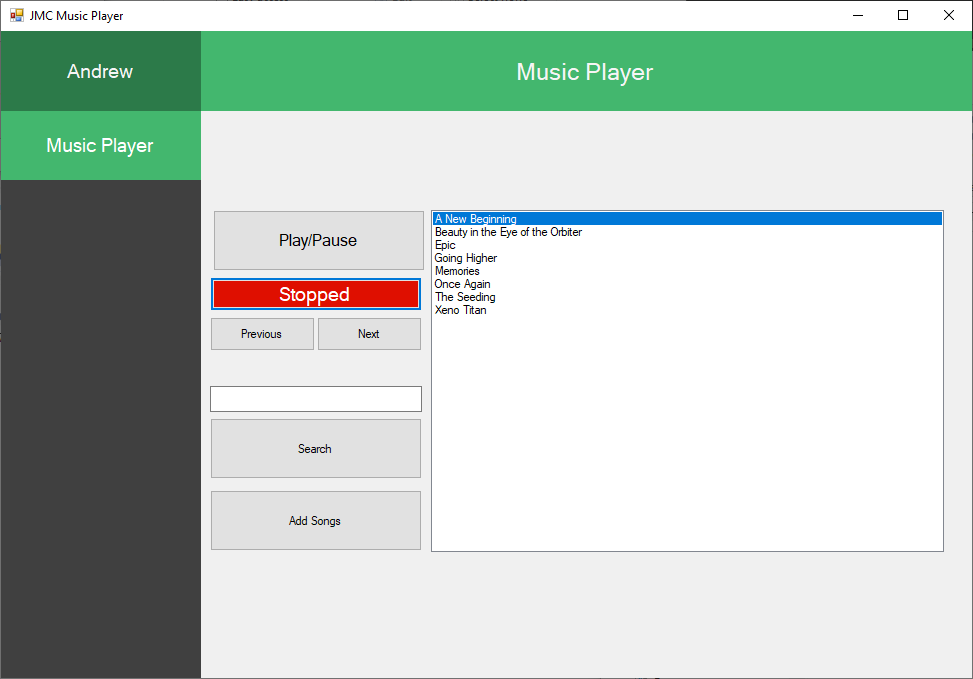 JMC Music Player
Andrew
Music Player
Music Player
Play/Pause
Stopped
Previous
Next
Search
Add Songs
A New Beginning
Beauty in the Eye of the Orbiter
Epic
Going Higher
Memories
Once Again
The Seeding
Xeno Titan